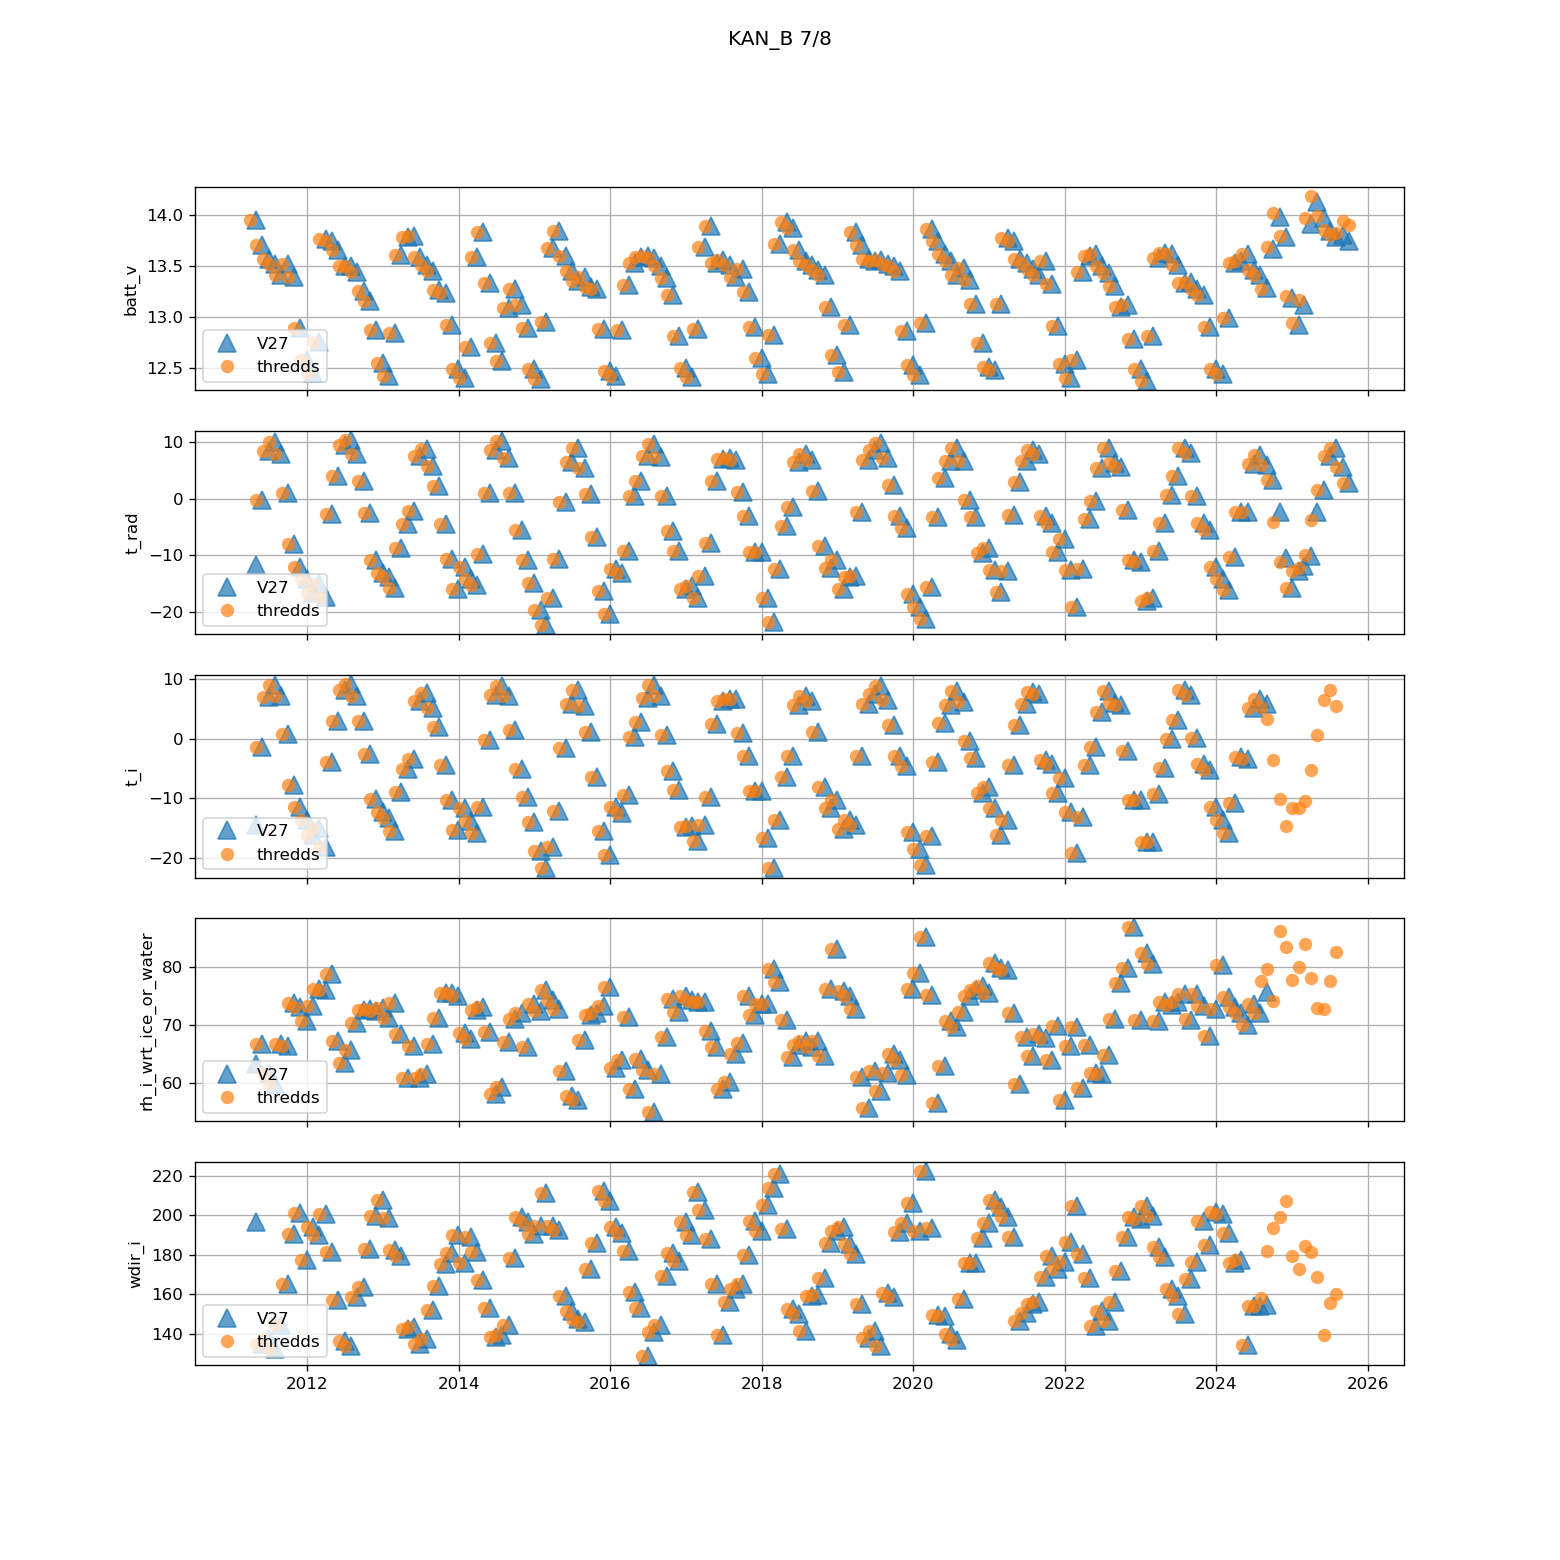 KAN_B 7/8
batt_v
14.0
13.5
13.0
12.5
V27
thredds
t_rad
10
0
−10
−20
V27
thredds
t_i
10
0
−10
−20
V27
thredds
rh_i_wrt_ice_or_water
80
70
60
V27
thredds
wdir_i
220
200
180
160
140
V27
thredds
2012 2014 2016 2018 2020 2022 2024 2026